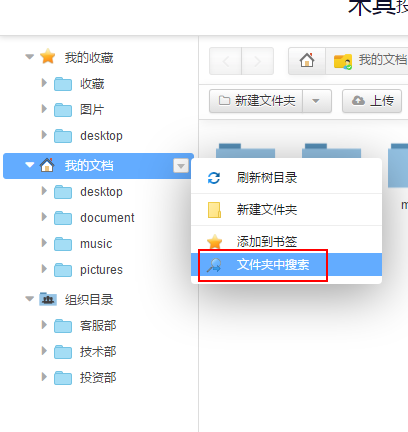 我的收藏
收藏
图片
desktop
我的文档
desktop
document
music
pictures
组织目录
客服部
技术部
投资部
我的文档
新建文件夹
上传
刷新树目录
新建文件夹
添加到书签
文件夹中搜索
m